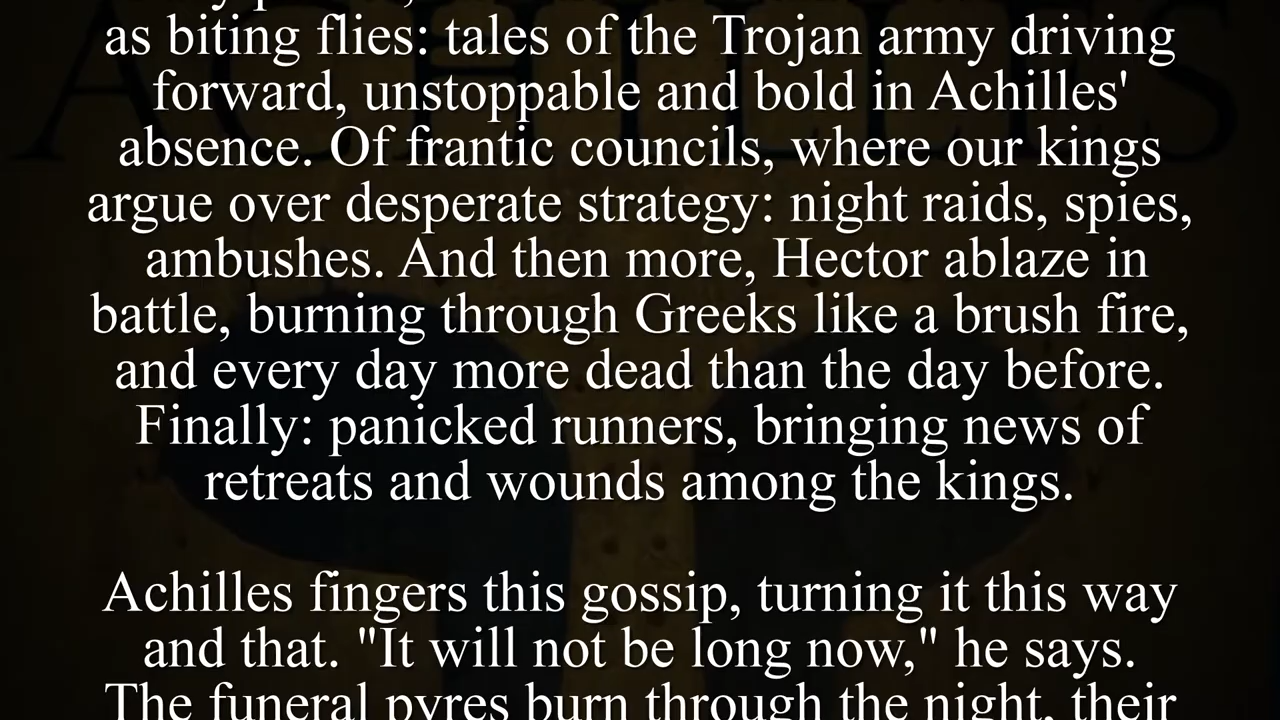 as biting flies: tales of the Trojan army driving
forward, unstoppable and bold in Achilles'
absence. Of frantic councils, where our kings
argue over desperate strategy: night raids, spies,
ambushes. And then more, Hector ablaze in
battle, burning through Greeks like a brush fire,
and every day more dead than the day before.
Finally: panicked runners, bringing news of
retreats and wounds among the kings.
Achilles fingers this gossip, turning it this way
and that. "It will not be long now," he says.
The funeral pyres burn through the night, their